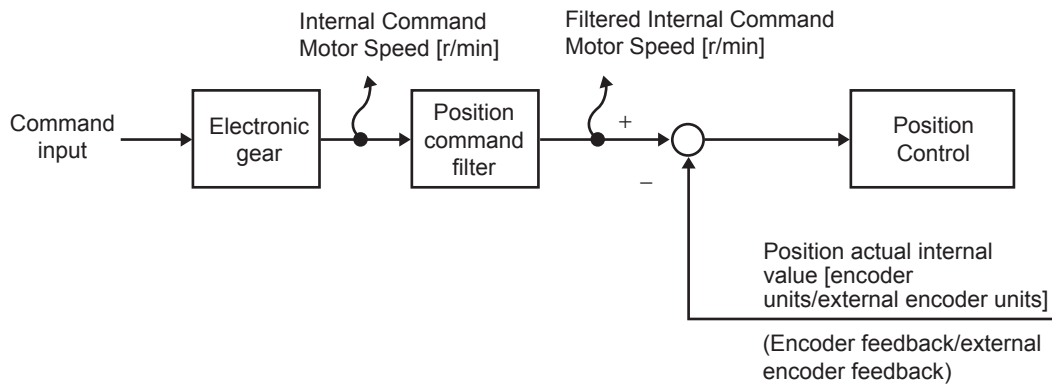 Internal Command
Motor Speed [r/min]
Filtered Internal Command
Motor Speed [r/min]
Command
input
Electronic
gear
Position
command
filter
+
−
Position
Control
Position actual internal
value [encoder
units/external encoder units]
(Encoder feedback/external
encoder feedback)